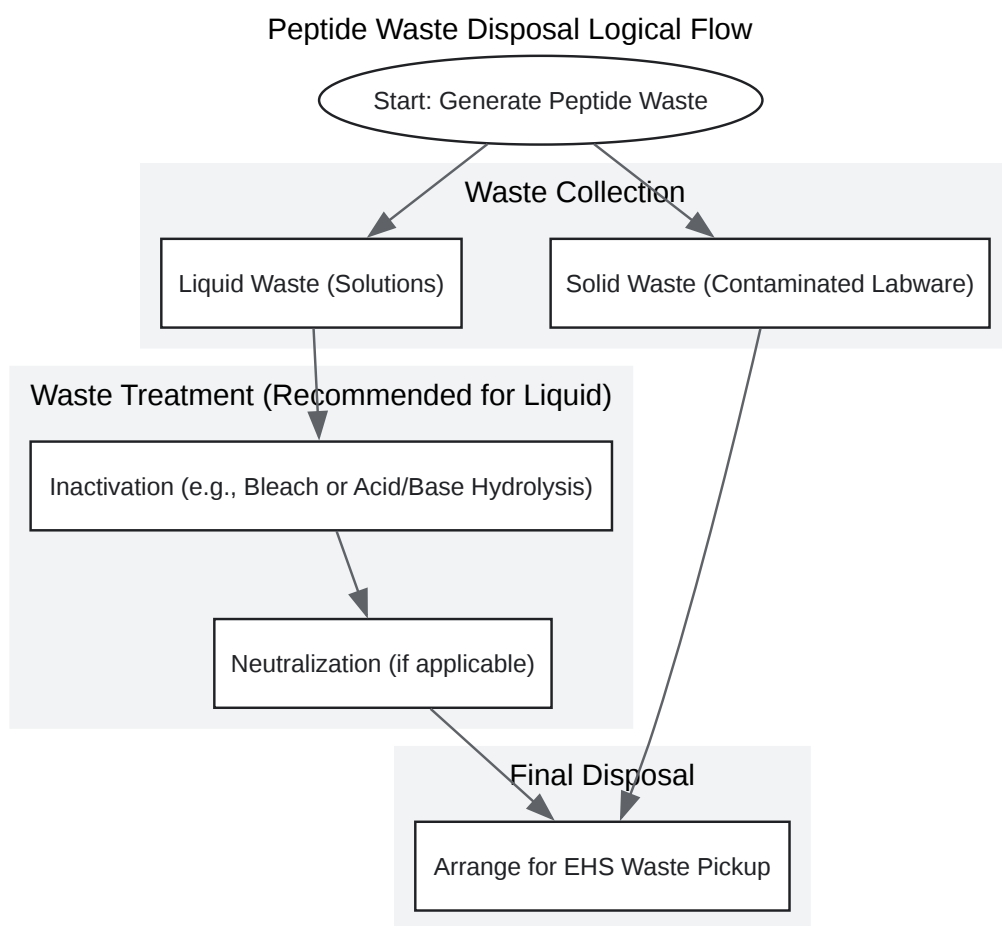 Peptide Waste Disposal Logical Flow
Start: Generate Peptide Waste
Waste Collection
Liquid Waste (Solutions)
Solid Waste (Contaminated Labware)
Waste Treatment (Recommended for Liquid)
Inactivation (e.g., Bleach or Acid/Base Hydrolysis)
Neutralization (if applicable)
Final Disposal
Arrange for EHS Waste Pickup